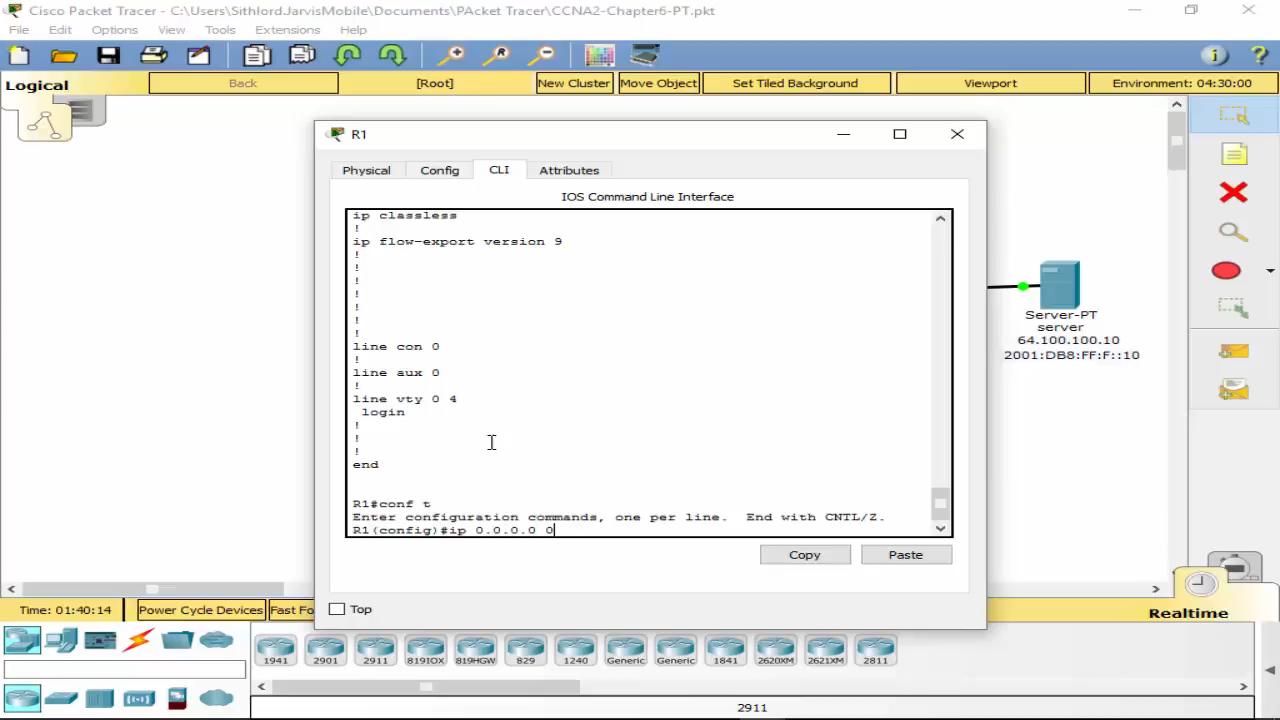 Cisco Packet Tracer - C:\Users\Sithlord.JarvisMobile\Documents\PAcket Tracer\CCNA2-Chapter6-PT.pkt
File Edit Options View Tools Extensions Help
Logical Back [Root] New Cluster Move Object Set Tiled Background Viewport Environment: 04:30:00
R1
Physical Config CLI Attributes
IOS Command Line Interface
ip classless
!
ip flow-export version 9
!
!
!
!
!
!
!
line con 0
!
line aux 0
!
line vty 0 4
login
!
!
!
end
R1#conf t
Enter configuration commands, one per line. End with CNTL/Z.
R1(config)#ip 0.0.0.0 0
Copy Paste
Top
Server-PT
server
64.100.100.10
2001:DB8:FF:F::10
Time: 01:40:14 Power Cycle Devices Fast Fo
Realtime
1941 2901 2911 819IOX 819HGW 829 1240 Generic Generic 1841 2620XM 2621XM 2811
2911